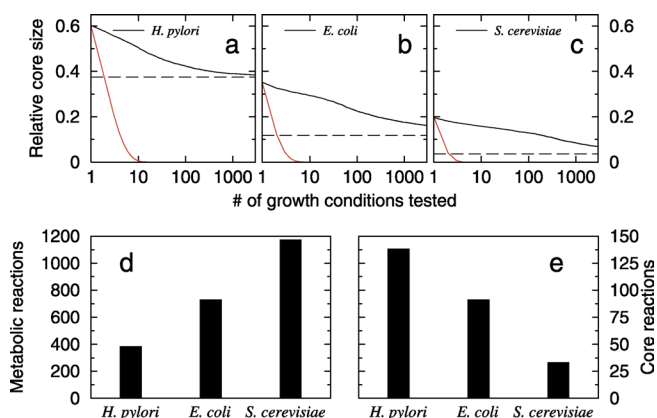 0.6
0.4
0.2
0
Relative core size
H. pylori
a
E. coli
b
S. cerevisiae
c
0.6
0.4
0.2
0
1 10 100 1000
1 10 100 1000
1 10 100 1000
# of growth conditions tested
1200
1000
800
600
400
200
0
Metabolic reactions
d
H. pylori E. coli S. cerevisiae
e
150
125
100
75
50
25
0
Core reactions
H. pylori E. coli S. cerevisiae